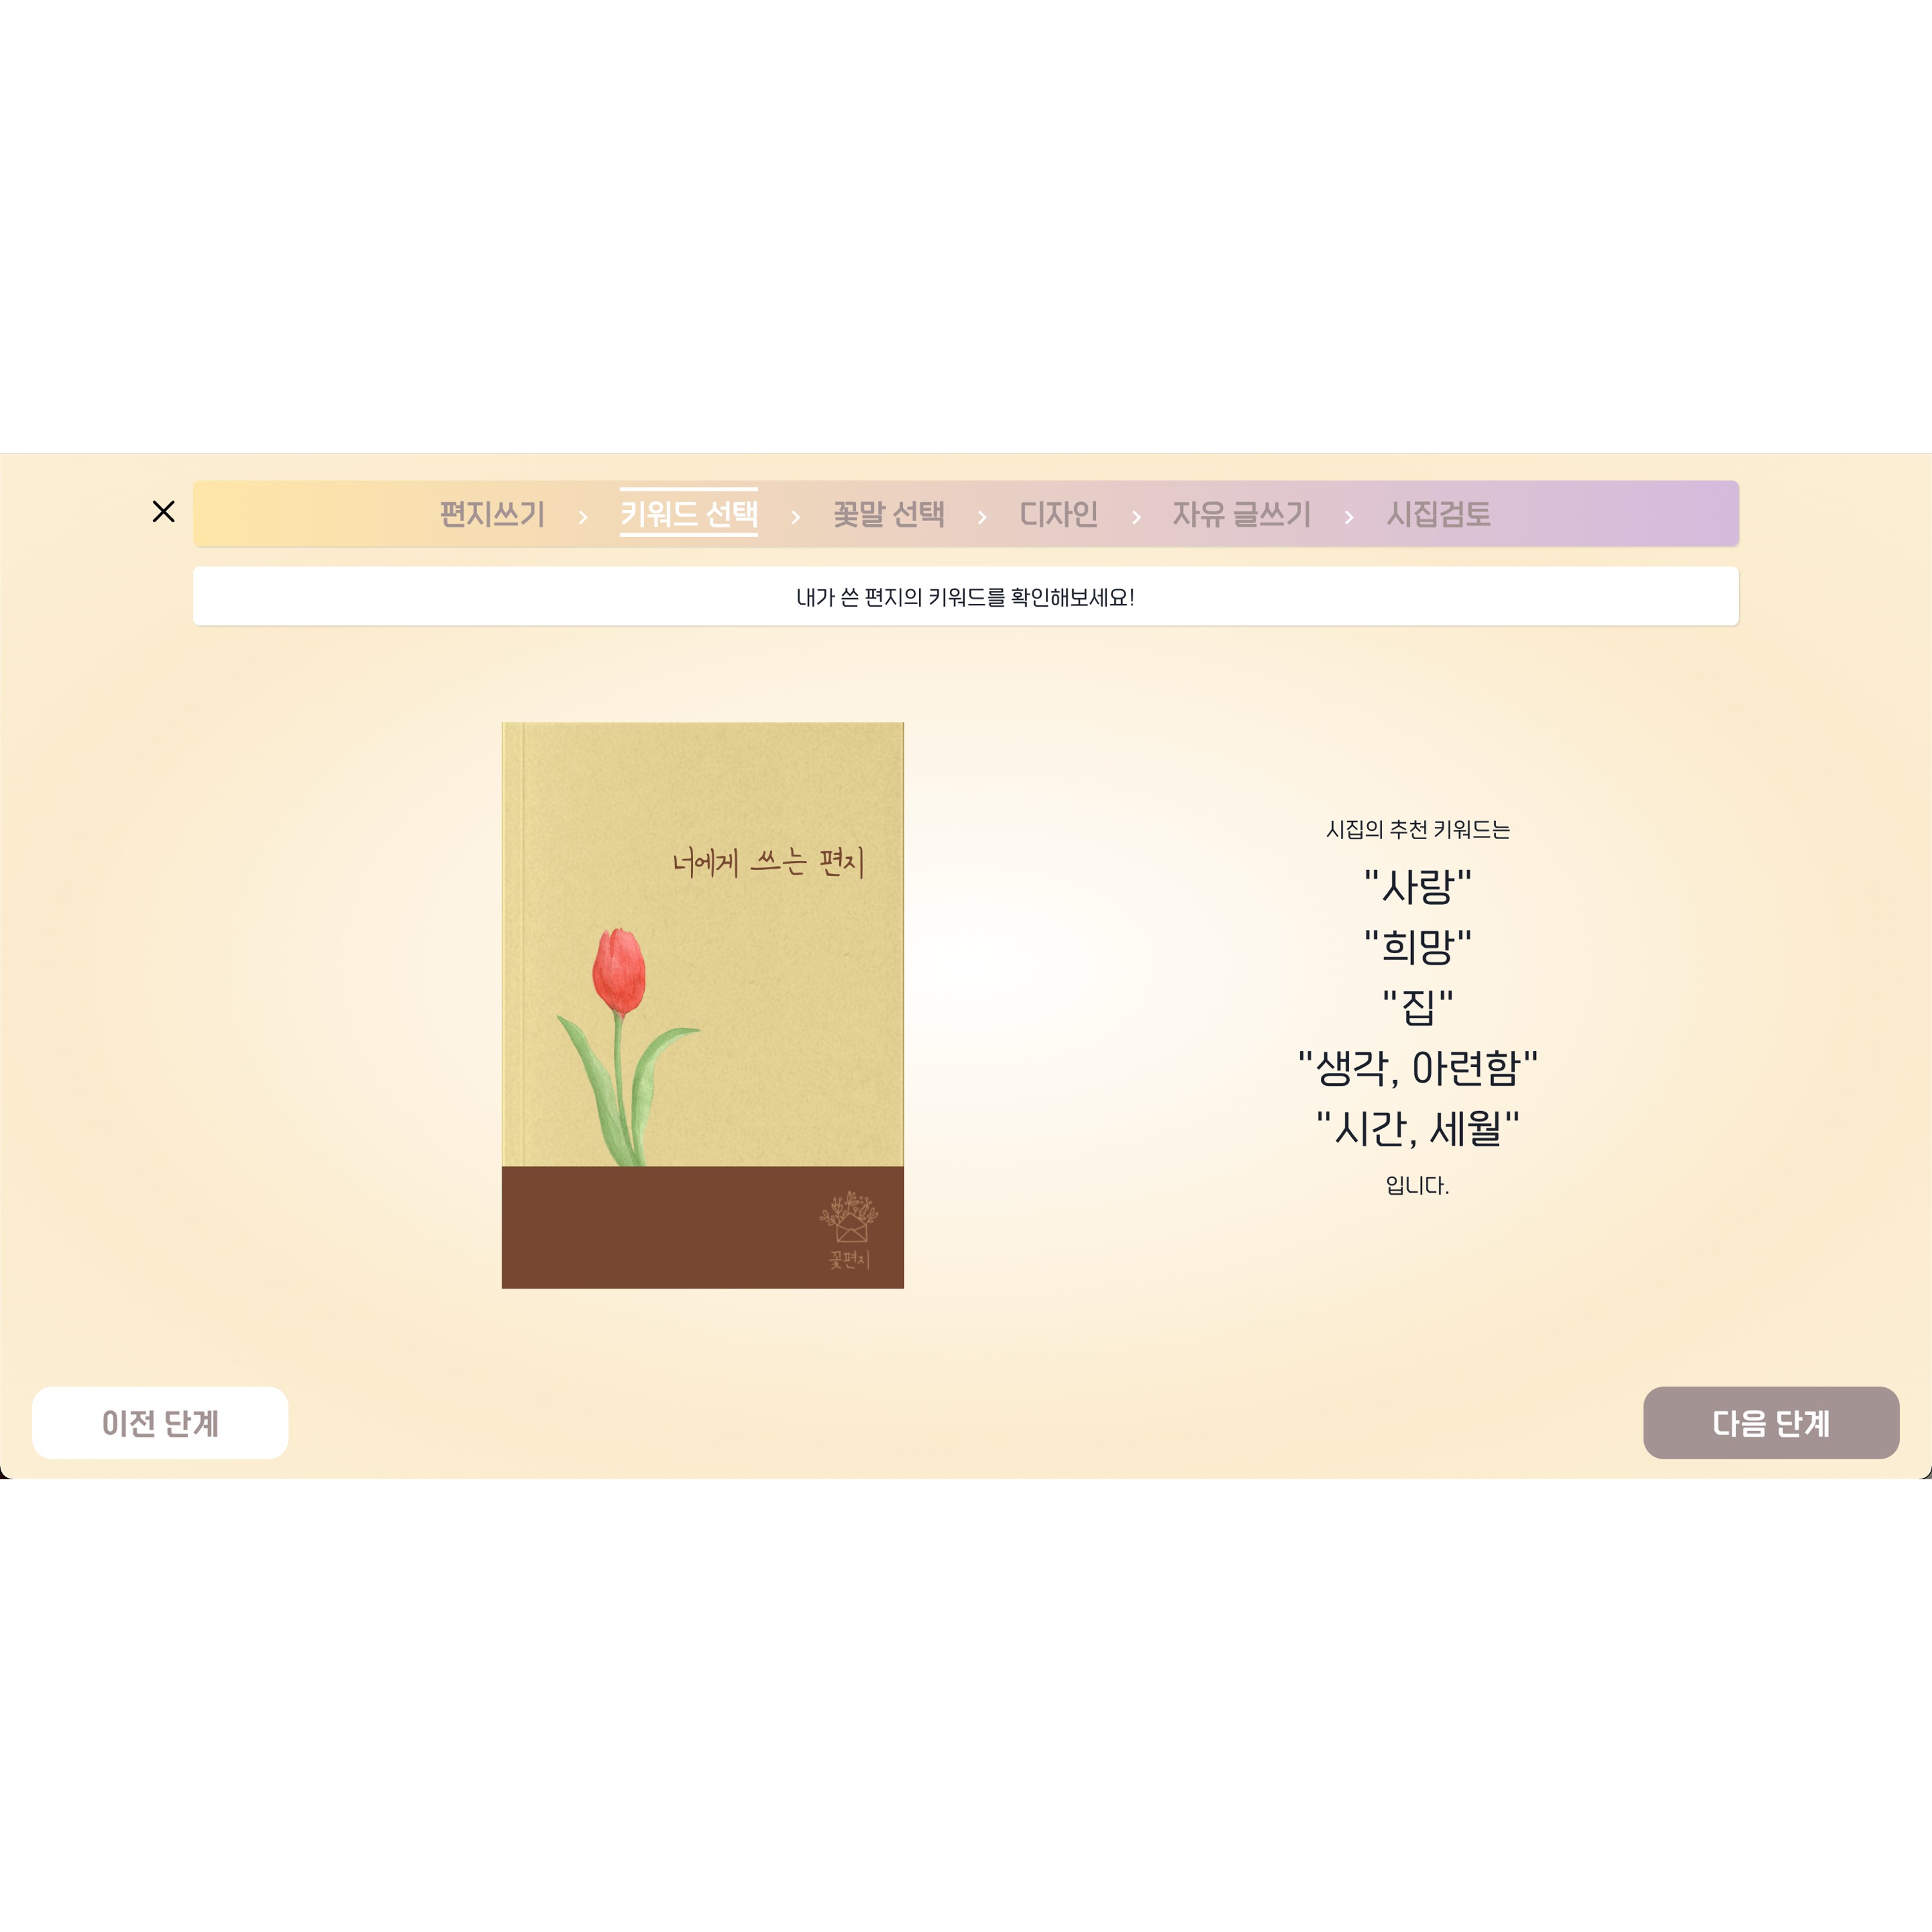 편지쓰기 > 키워드 선택 > 꽃말 선택 > 디자인 > 자유 글쓰기 > 시집검토
내가 쓴 편지의 키워드를 확인해보세요!
너에게 쓰는 편지
꽃편지
시집의 추천 키워드는
"사랑"
"희망"
"집"
"생각, 아련함"
"시간, 세월"
입니다.
이전 단계
다음 단계